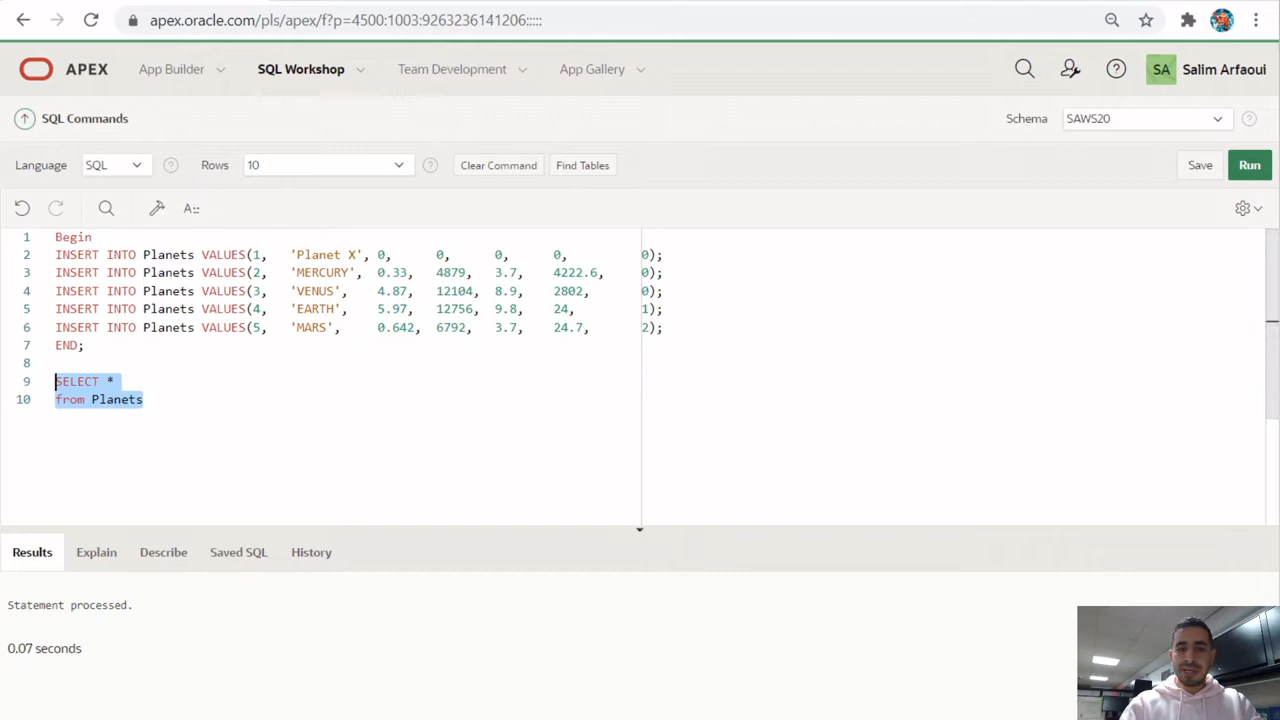 apex.oracle.com/pls/apex/f?p=4500:1003:9263236141206:::::
APEX App Builder SQL Workshop Team Development App Gallery SA Salim Arfaoui
SQL Commands Schema SAWS20
Language SQL Rows 10 Clear Command Find Tables Save Run
A::
1 Begin
2 INSERT INTO Planets VALUES(1, 'Planet X', 0, 0, 0, 0, 0);
3 INSERT INTO Planets VALUES(2, 'MERCURY', 0.33, 4879, 3.7, 4222.6, 0);
4 INSERT INTO Planets VALUES(3, 'VENUS', 4.87, 12104, 8.9, 2802, 0);
5 INSERT INTO Planets VALUES(4, 'EARTH', 5.97, 12756, 9.8, 24, 1);
6 INSERT INTO Planets VALUES(5, 'MARS', 0.642, 6792, 3.7, 24.7, 2);
7 END;
8
9 SELECT *
10 from Planets
Results Explain Describe Saved SQL History
Statement processed.
0.07 seconds